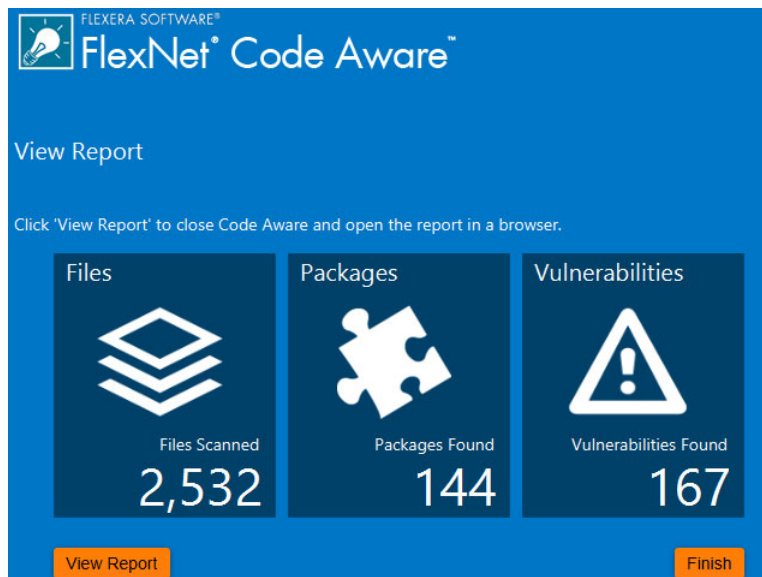 FLEXERA SOFTWARE®
FlexNet® Code Aware™
View Report
Click 'View Report' to close Code Aware and open the report in a browser.
Files
Packages
Vulnerabilities
Files Scanned
Packages Found
Vulnerabilities Found
2,532
144
167
View Report
Finish